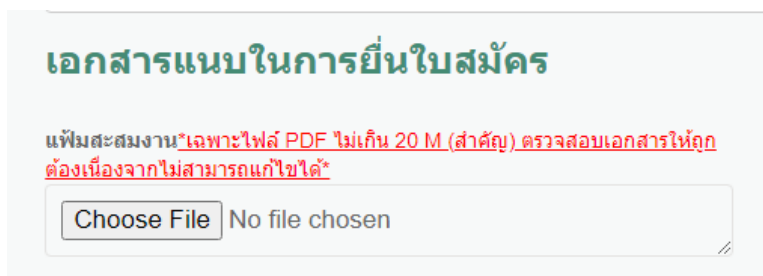 เอกสารแนบในการยื่นใบสมัคร
แฟ้มสะสมงาน*เฉพาะไฟล์ PDF ไม่เกิน 20 M (สำคัญ) ตรวจสอบเอกสารให้ถูก
ต้องเนื่องจากไม่สามารถแก้ไขได้*
Choose File No file chosen